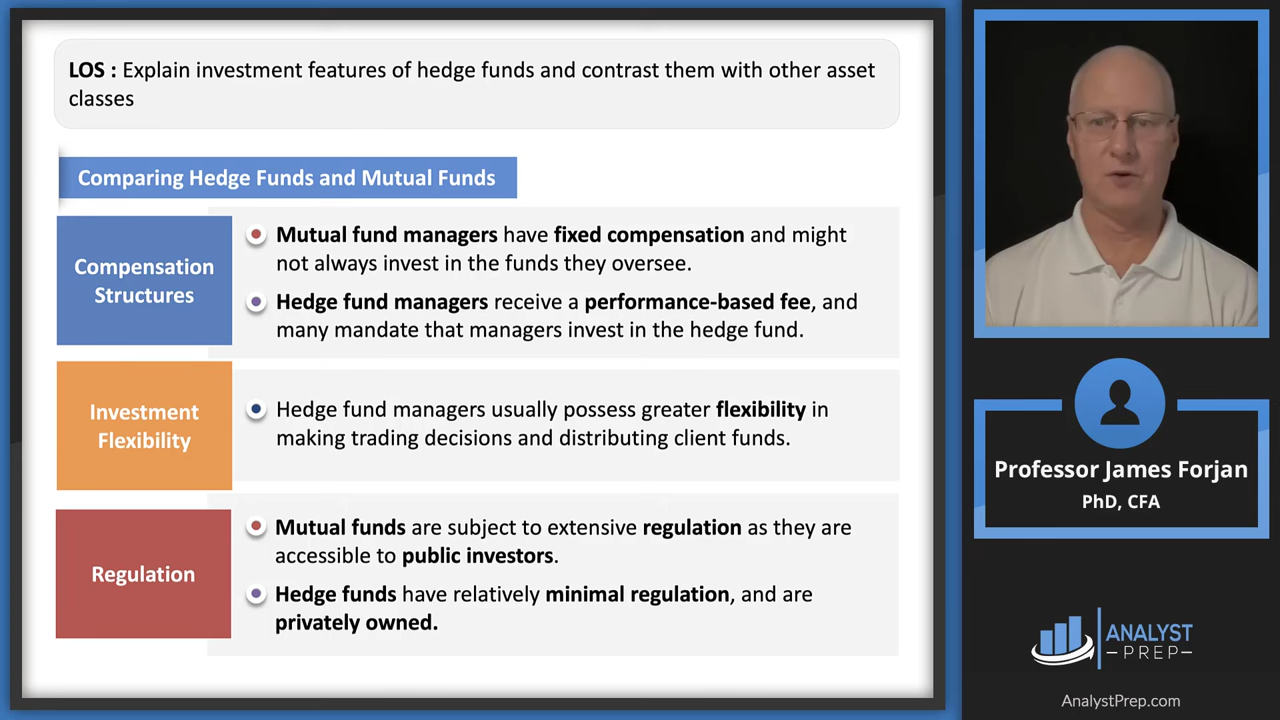 LOS : Explain investment features of hedge funds and contrast them with other asset
classes
Comparing Hedge Funds and Mutual Funds
Compensation
Structures
Mutual fund managers have fixed compensation and might
not always invest in the funds they oversee.
Hedge fund managers receive a performance-based fee, and
many mandate that managers invest in the hedge fund.
Investment
Flexibility
Hedge fund managers usually possess greater flexibility in
making trading decisions and distributing client funds.
Regulation
Mutual funds are subject to extensive regulation as they are
accessible to public investors.
Hedge funds have relatively minimal regulation, and are
privately owned.
Professor James Forjan
PhD, CFA
ANALYST
PREP
AnalystPrep.com